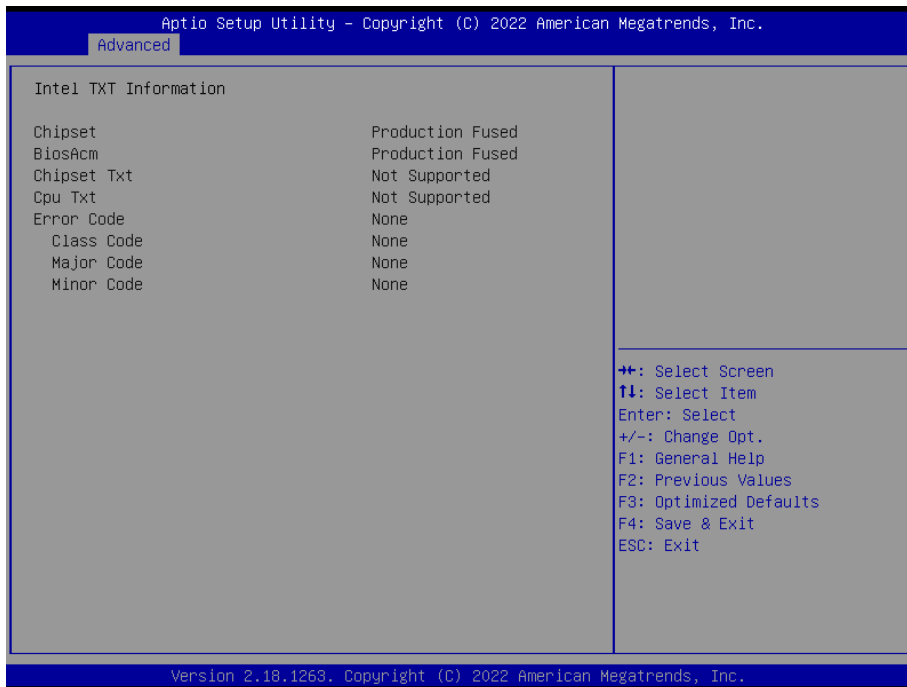 Aptio Setup Utility – Copyright (C) 2022 American Megatrends, Inc.
Advanced
Intel TXT Information
Chipset Production Fused
BiosAcm Production Fused
Chipset Txt Not Supported
Cpu Txt Not Supported
Error Code None
Class Code None
Major Code None
Minor Code None
→←: Select Screen
↑↓: Select Item
Enter: Select
+/-: Change Opt.
F1: General Help
F2: Previous Values
F3: Optimized Defaults
F4: Save & Exit
ESC: Exit
Version 2.18.1263. Copyright (C) 2022 American Megatrends, Inc.